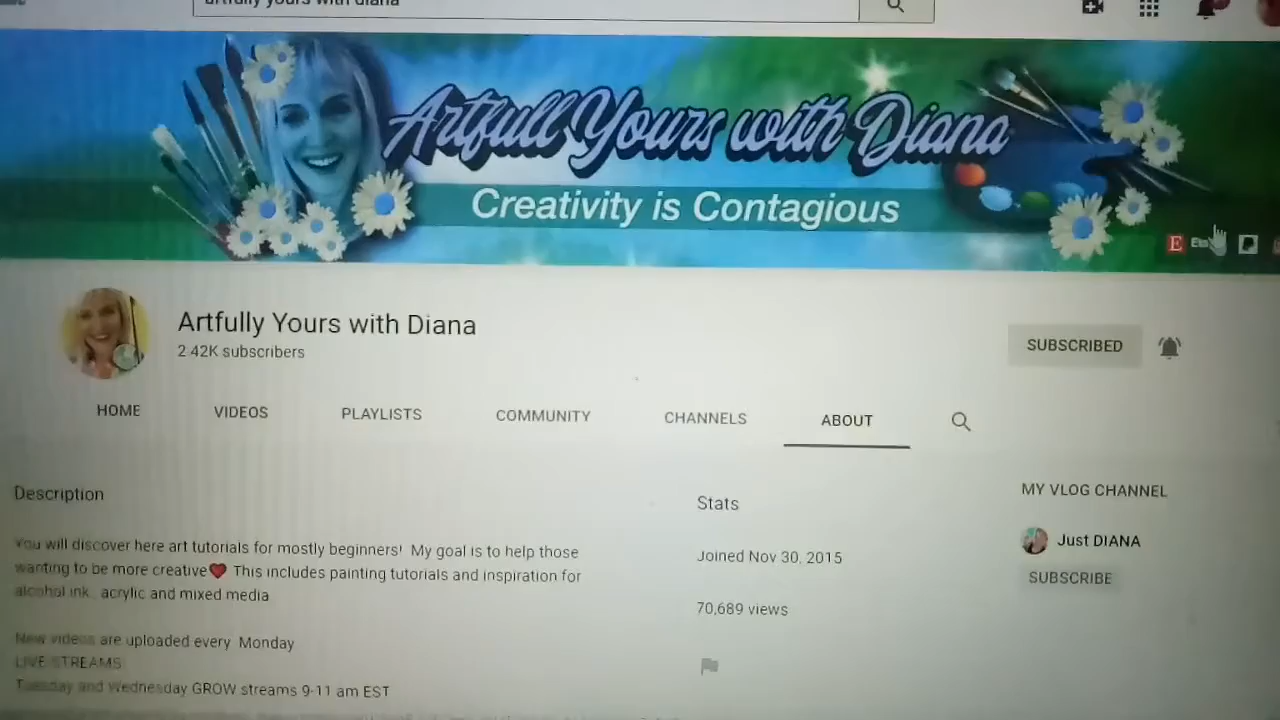 artfully yours with diana
Artfull Yours with Diana
Creativity is Contagious
E
Artfully Yours with Diana
2.42K subscribers
SUBSCRIBED
HOME VIDEOS PLAYLISTS COMMUNITY CHANNELS ABOUT
Description
You will discover here art tutorials for mostly beginners! My goal is to help those
wanting to be more creative❤ This includes painting tutorials and inspiration for
alcohol ink, acrylic and mixed media
New videos are uploaded every Monday
LIVE STREAMS
Tuesday and Wednesday GROW streams 9-11 am EST
Stats
Joined Nov 30, 2015
70,689 views
MY VLOG CHANNEL
Just DIANA
SUBSCRIBE